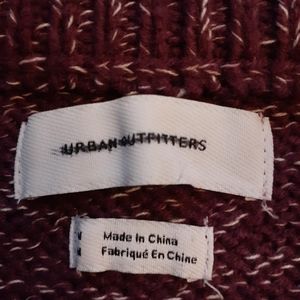 URBAN OUTFITTERS
Made In China
Fabriqué En Chine